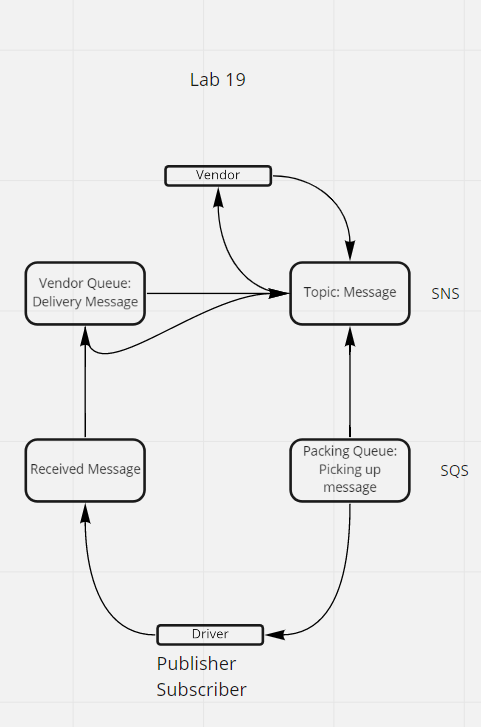 Lab 19
Vendor
Vendor Queue:
Delivery Message
Topic: Message
SNS
Received Message
Packing Queue:
Picking up
message
SQS
Driver
Publisher
Subscriber